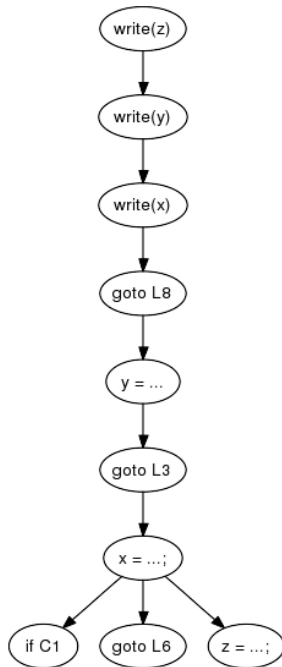 write(z)
write(y)
write(x)
goto L8
y = ...
goto L3
x = ...;
if C1
goto L6
z = ...;